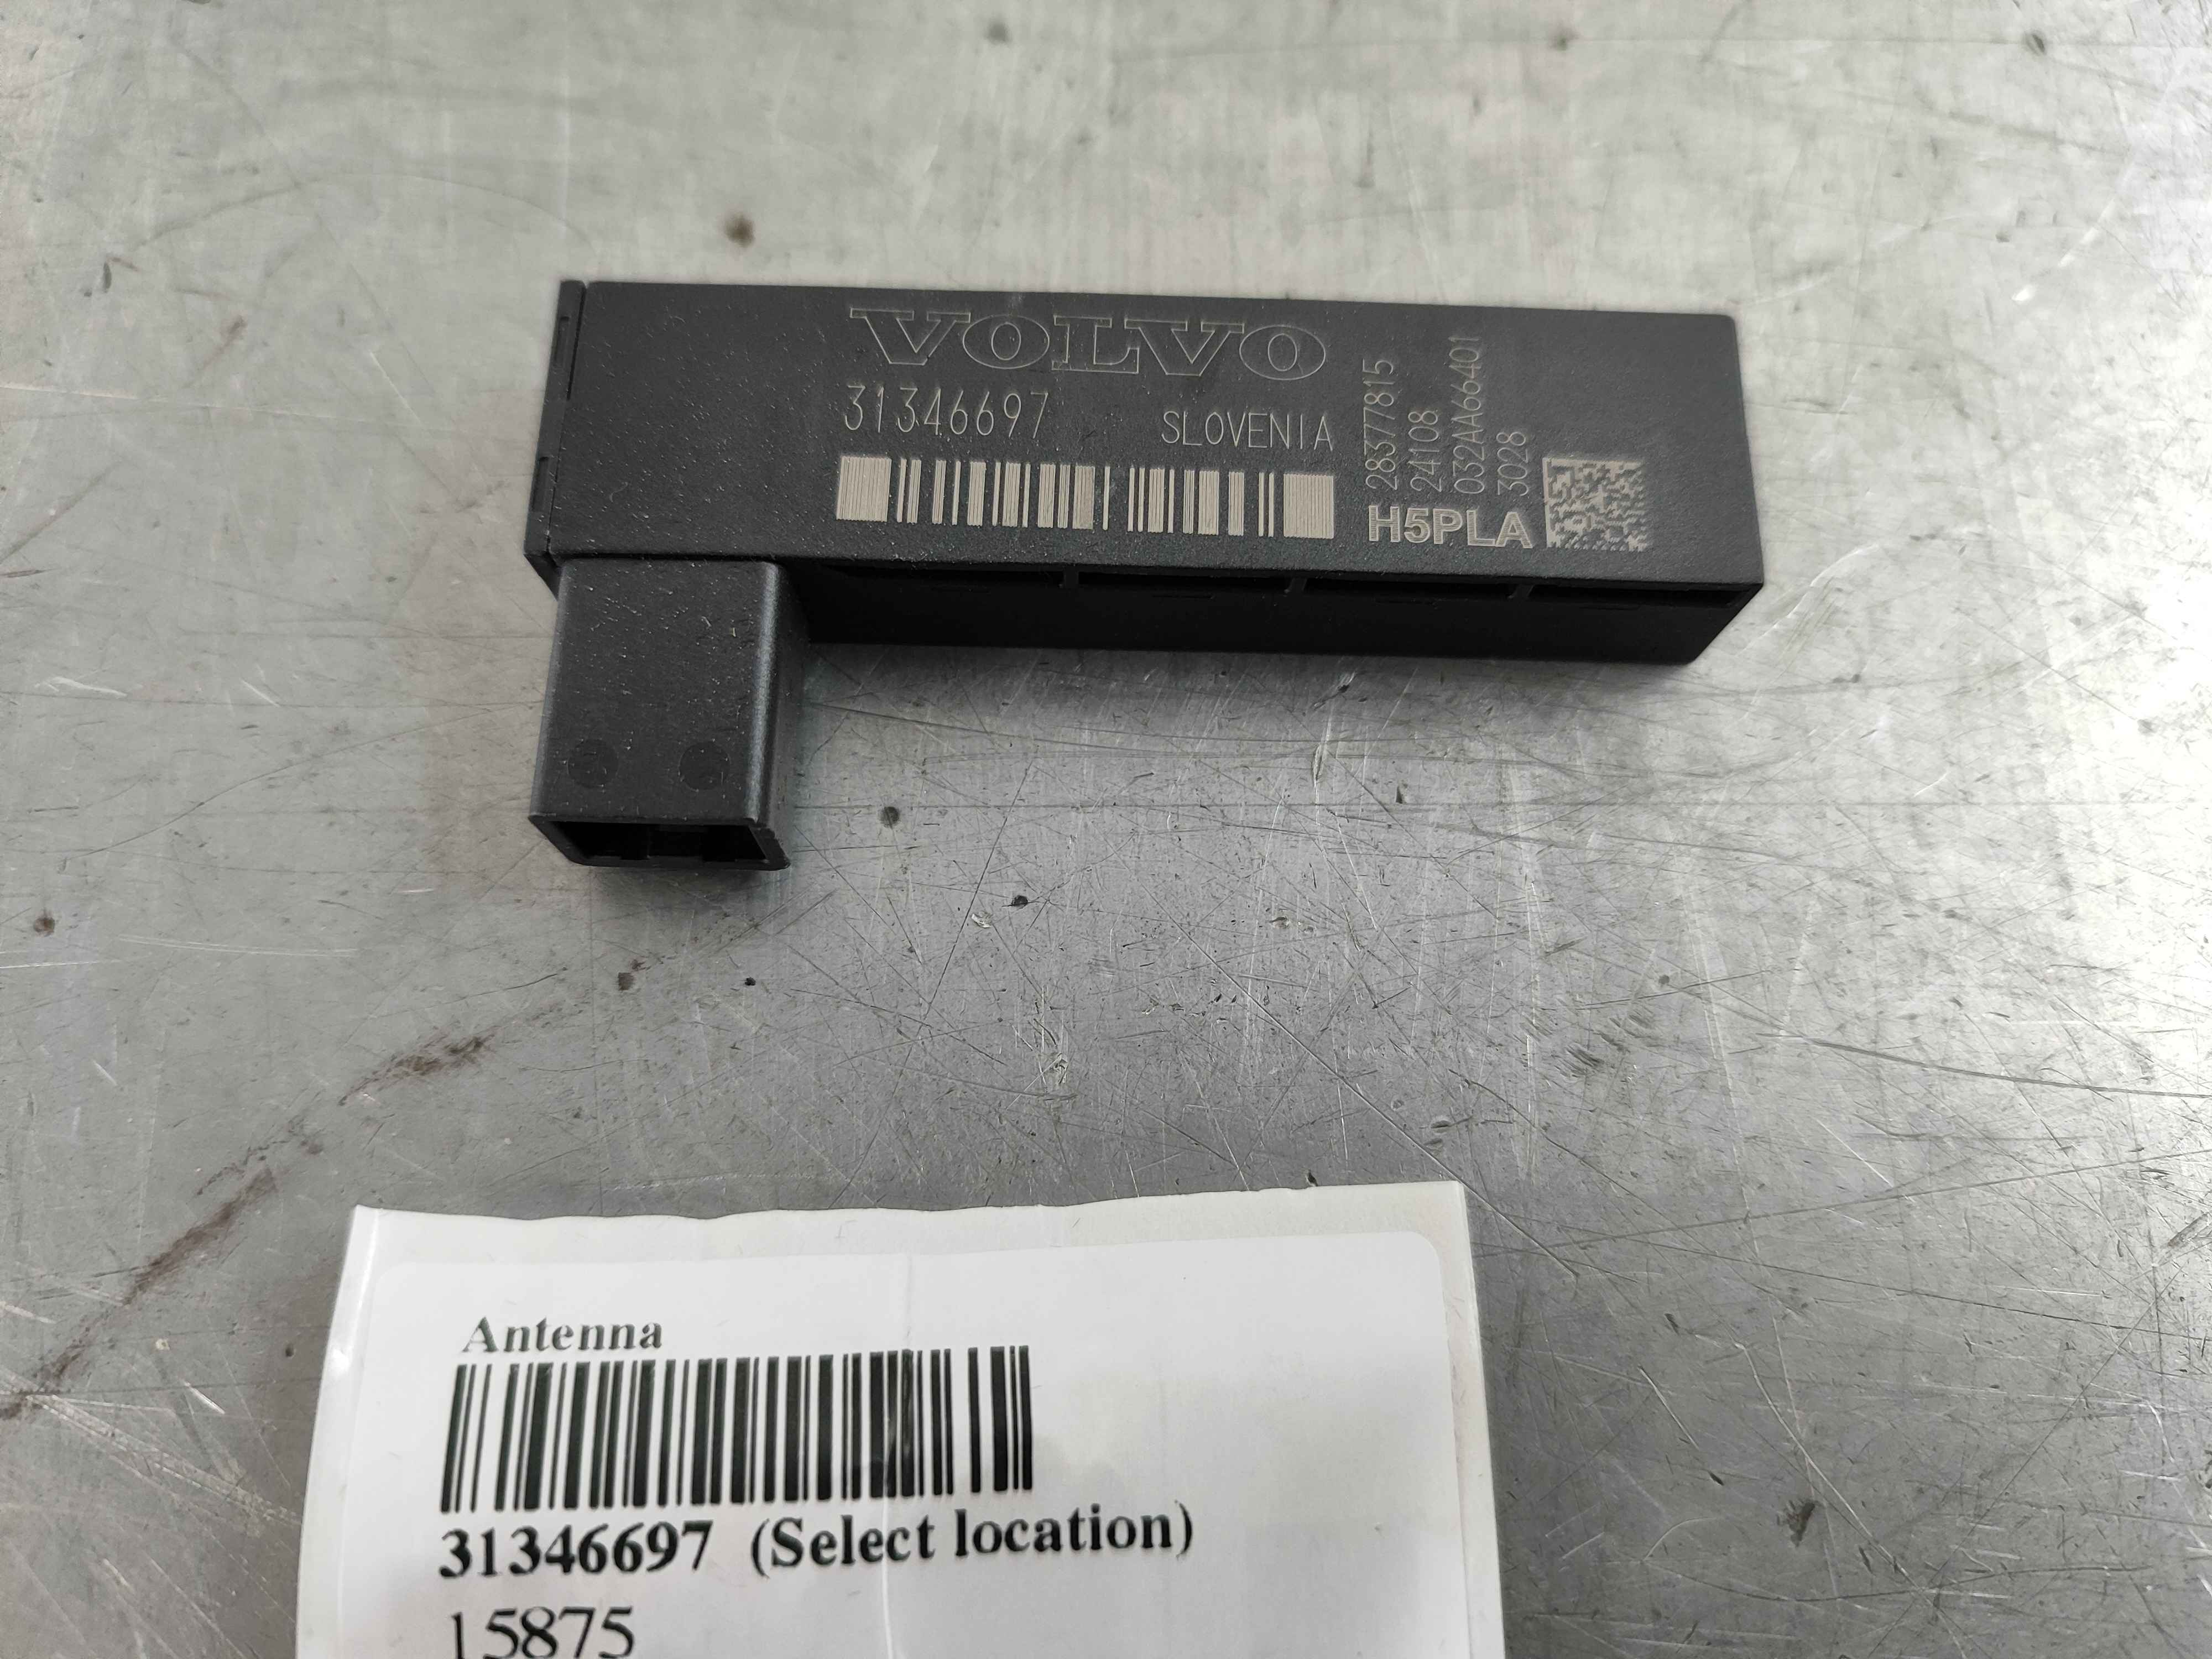 VOLVO
31346697
SLOVENIA
28377815
24108
032AA66401
3028
H5PLA
Antenna
31346697 (Select location)
15875